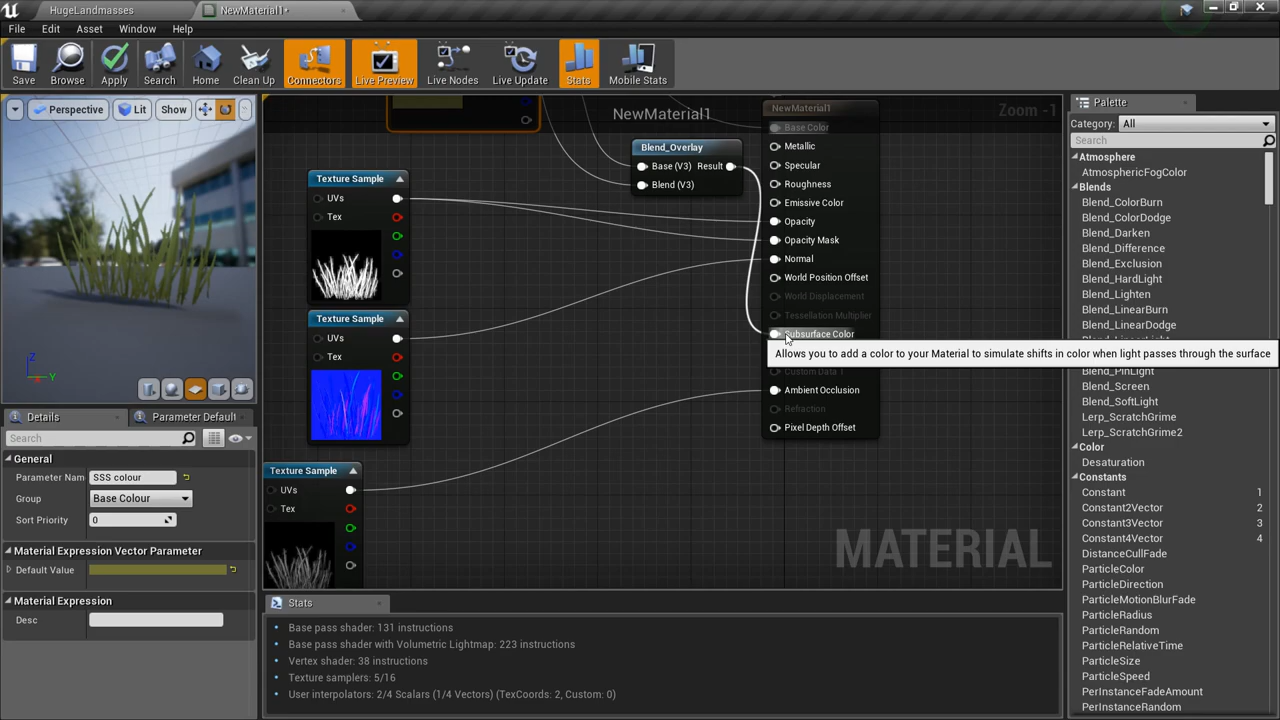 HugeLandmasses
NewMaterial1•
File Edit Asset Window Help
Save Browse Apply Search Home Clean Up Connectors Live Preview Live Nodes Live Update Stats Mobile Stats
Perspective Lit Show
Z
Y
NewMaterial1
Zoom -1
Blend_Overlay
Base (V3) Result
Blend (V3)
Texture Sample
UVs
Tex
Texture Sample
UVs
Tex
Texture Sample
UVs
Tex
NewMaterial1
Base Color
Metallic
Specular
Roughness
Emissive Color
Opacity
Opacity Mask
Normal
World Position Offset
World Displacement
Tessellation Multiplier
Subsurface Color
Allows you to add a color to your Material to simulate shifts in color when light passes through the surface
Custom Data 1
Ambient Occlusion
Refraction
Pixel Depth Offset
MATERIAL
Details
Parameter Defaul
Search
General
Parameter Nam SSS colour
Group Base Colour
Sort Priority 0
Material Expression Vector Parameter
Default Value
Material Expression
Desc
Stats
Base pass shader: 131 instructions
Base pass shader with Volumetric Lightmap: 223 instructions
Vertex shader: 38 instructions
Texture samplers: 5/16
User interpolators: 2/4 Scalars (1/4 Vectors) (TexCoords: 2, Custom: 0)
Palette
Category: All
Search
Atmosphere
AtmosphericFogColor
Blends
Blend_ColorBurn
Blend_ColorDodge
Blend_Darken
Blend_Difference
Blend_Exclusion
Blend_HardLight
Blend_Lighten
Blend_LinearBurn
Blend_LinearDodge
Blend_PinLight
Blend_Screen
Blend_SoftLight
Lerp_ScratchGrime
Lerp_ScratchGrime2
Color
Desaturation
Constants
Constant 1
Constant2Vector 2
Constant3Vector 3
Constant4Vector 4
DistanceCullFade
ParticleColor
ParticleDirection
ParticleMotionBlurFade
ParticleRadius
ParticleRandom
ParticleRelativeTime
ParticleSize
ParticleSpeed
PerInstanceFadeAmount
PerInstanceRandom